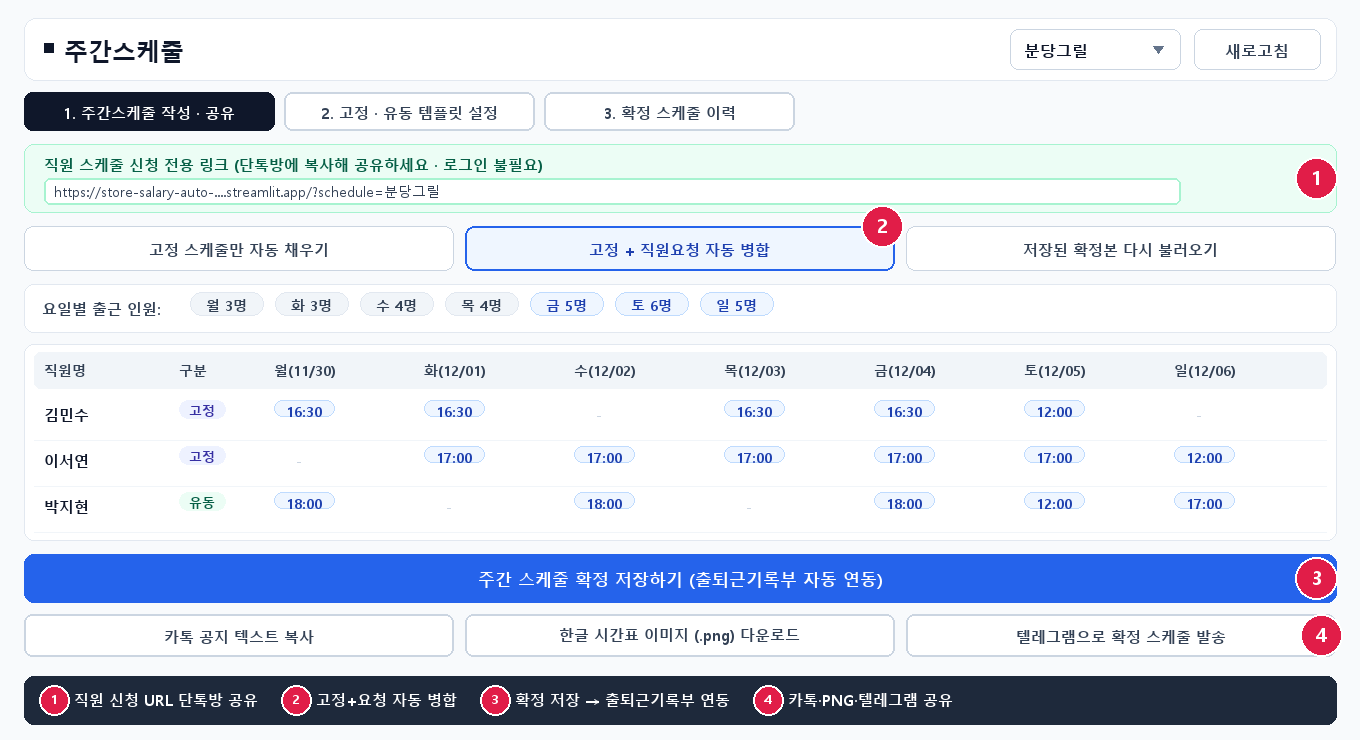 주간스케줄
분당그릴 ▼
새로고침
1. 주간스케줄 작성 · 공유
2. 고정 · 유동 템플릿 설정
3. 확정 스케줄 이력
직원 스케줄 신청 전용 링크 (단톡방에 복사해 공유하세요 · 로그인 불필요)
https://store-salary-auto-....streamlit.app/?schedule=분당그릴
1
고정 스케줄만 자동 채우기
고정 + 직원요청 자동 병합
2
저장된 확정본 다시 불러오기
요일별 출근 인원: 월 3명 화 3명 수 4명 목 4명 금 5명 토 6명 일 5명
직원명 구분 월(11/30) 화(12/01) 수(12/02) 목(12/03) 금(12/04) 토(12/05) 일(12/06)
김민수 고정 16:30 16:30 - 16:30 16:30 12:00 -
이서연 고정 - 17:00 17:00 17:00 17:00 17:00 12:00
박지현 유동 18:00 - 18:00 - 18:00 12:00 17:00
주간 스케줄 확정 저장하기 (출퇴근기록부 자동 연동)
3
카톡 공지 텍스트 복사
한글 시간표 이미지 (.png) 다운로드
텔레그램으로 확정 스케줄 발송
4
1 직원 신청 URL 단톡방 공유 2 고정+요청 자동 병합 3 확정 저장 → 출퇴근기록부 연동 4 카톡·PNG·텔레그램 공유